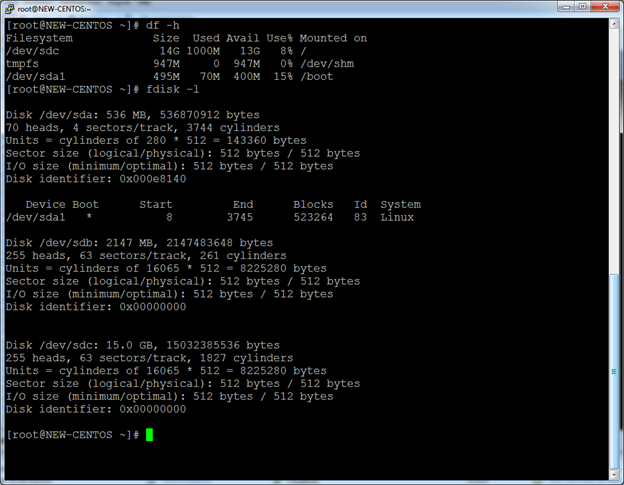 root@NEW-CENTOS:~
[root@NEW-CENTOS ~]# df -h
Filesystem            Size  Used Avail Use% Mounted on
/dev/sdc               14G 1000M   13G   8% /
tmpfs                 947M     0  947M   0% /dev/shm
/dev/sda1             495M   70M  400M  15% /boot
[root@NEW-CENTOS ~]# fdisk -l

Disk /dev/sda: 536 MB, 536870912 bytes
70 heads, 4 sectors/track, 3744 cylinders
Units = cylinders of 280 * 512 = 143360 bytes
Sector size (logical/physical): 512 bytes / 512 bytes
I/O size (minimum/optimal): 512 bytes / 512 bytes
Disk identifier: 0x000e8140

   Device Boot      Start         End      Blocks   Id  System
/dev/sda1   *           8        3745      523264   83  Linux

Disk /dev/sdb: 2147 MB, 2147483648 bytes
255 heads, 63 sectors/track, 261 cylinders
Units = cylinders of 16065 * 512 = 8225280 bytes
Sector size (logical/physical): 512 bytes / 512 bytes
I/O size (minimum/optimal): 512 bytes / 512 bytes
Disk identifier: 0x00000000

Disk /dev/sdc: 15.0 GB, 15032385536 bytes
255 heads, 63 sectors/track, 1827 cylinders
Units = cylinders of 16065 * 512 = 8225280 bytes
Sector size (logical/physical): 512 bytes / 512 bytes
I/O size (minimum/optimal): 512 bytes / 512 bytes
Disk identifier: 0x00000000

[root@NEW-CENTOS ~]#